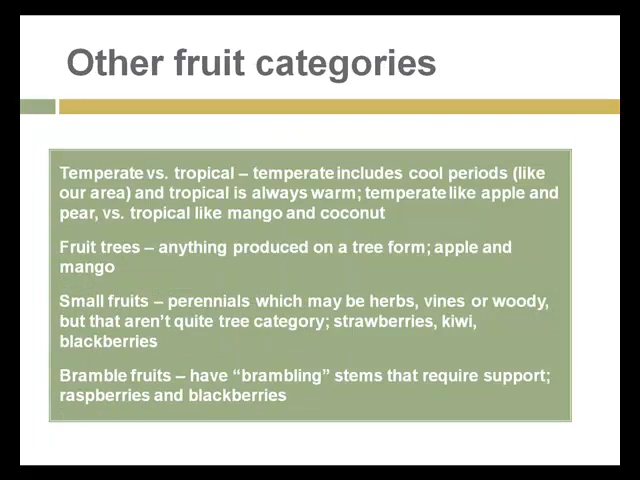 Other fruit categories
Temperate vs. tropical – temperate includes cool periods (like
our area) and tropical is always warm; temperate like apple and
pear, vs. tropical like mango and coconut
Fruit trees – anything produced on a tree form; apple and
mango
Small fruits – perennials which may be herbs, vines or woody,
but that aren’t quite tree category; strawberries, kiwi,
blackberries
Bramble fruits – have “brambling” stems that require support;
raspberries and blackberries